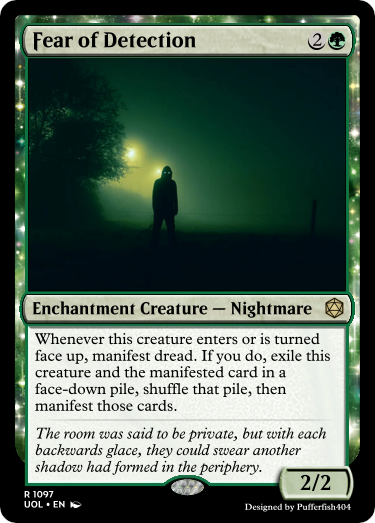 Fear of Detection 2
Enchantment Creature — Nightmare
Whenever this creature enters or is turned
face up, manifest dread. If you do, exile this
creature and the manifested card in a
face-down pile, shuffle that pile, then
manifest those cards.
The room was said to be private, but with each
backwards glace, they could swear another
shadow had formed in the periphery.
2/2
R 1097
UOL • EN
Designed by Pufferfish404